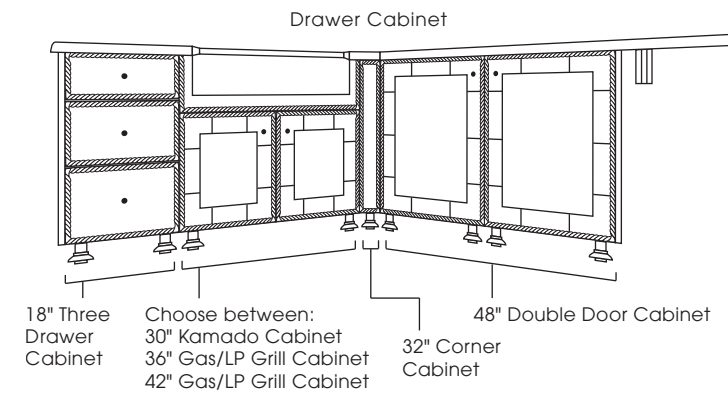 Drawer Cabinet
18" Three
Drawer
Cabinet
Choose between:
30" Kamado Cabinet
36" Gas/LP Grill Cabinet
42" Gas/LP Grill Cabinet
32" Corner
Cabinet
48" Double Door Cabinet